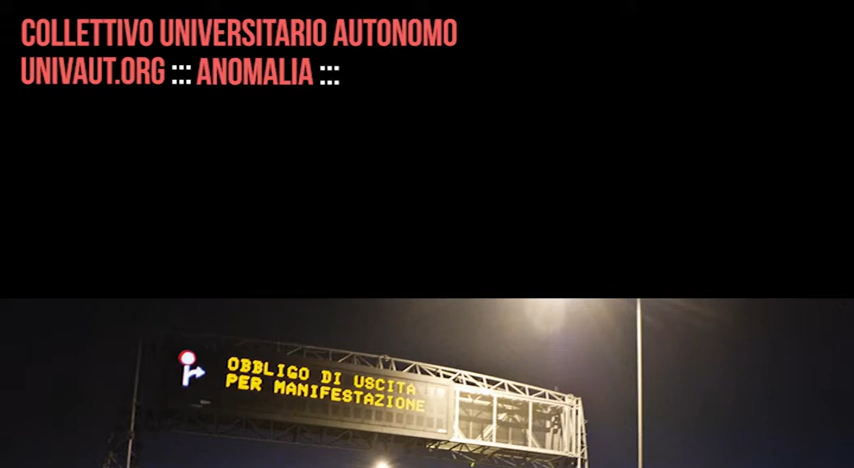 COLLETTIVO UNIVERSITARIO AUTONOMO
UNIVAUT.ORG ::: ANOMALIA :::
OBBLIGO DI USCITA
PER MANIFESTAZIONE